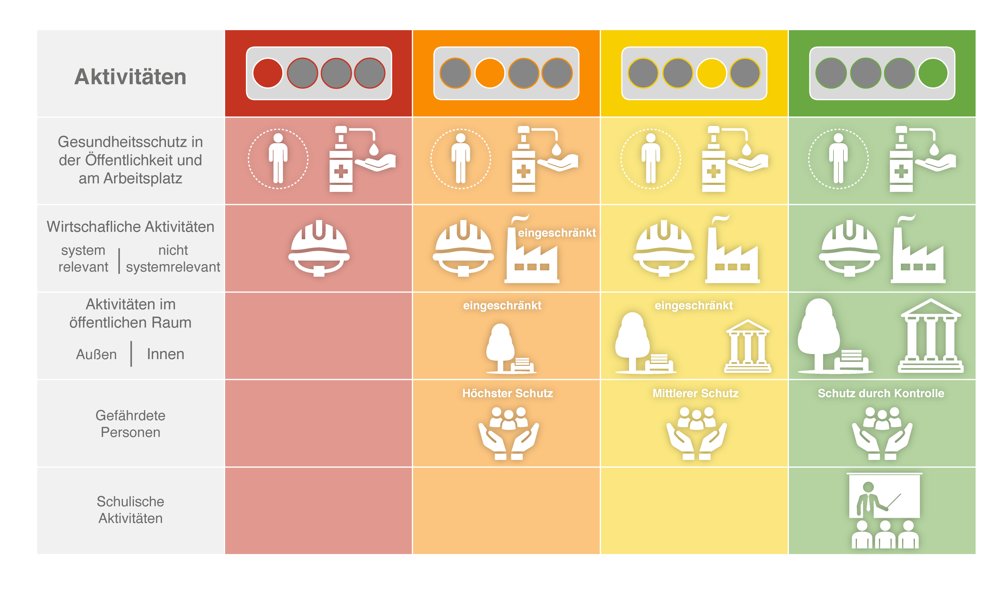 Aktivitäten
Gesundheitsschutz in
der Öffentlichkeit und
am Arbeitsplatz
Wirtschafliche Aktivitäten
system
relevant
nicht
systemrelevant
eingeschränkt
Aktivitäten im
öffentlichen Raum
Außen
Innen
eingeschränkt
eingeschränkt
Gefährdete
Personen
Höchster Schutz
Mittlerer Schutz
Schutz durch Kontrolle
Schulische
Aktivitäten